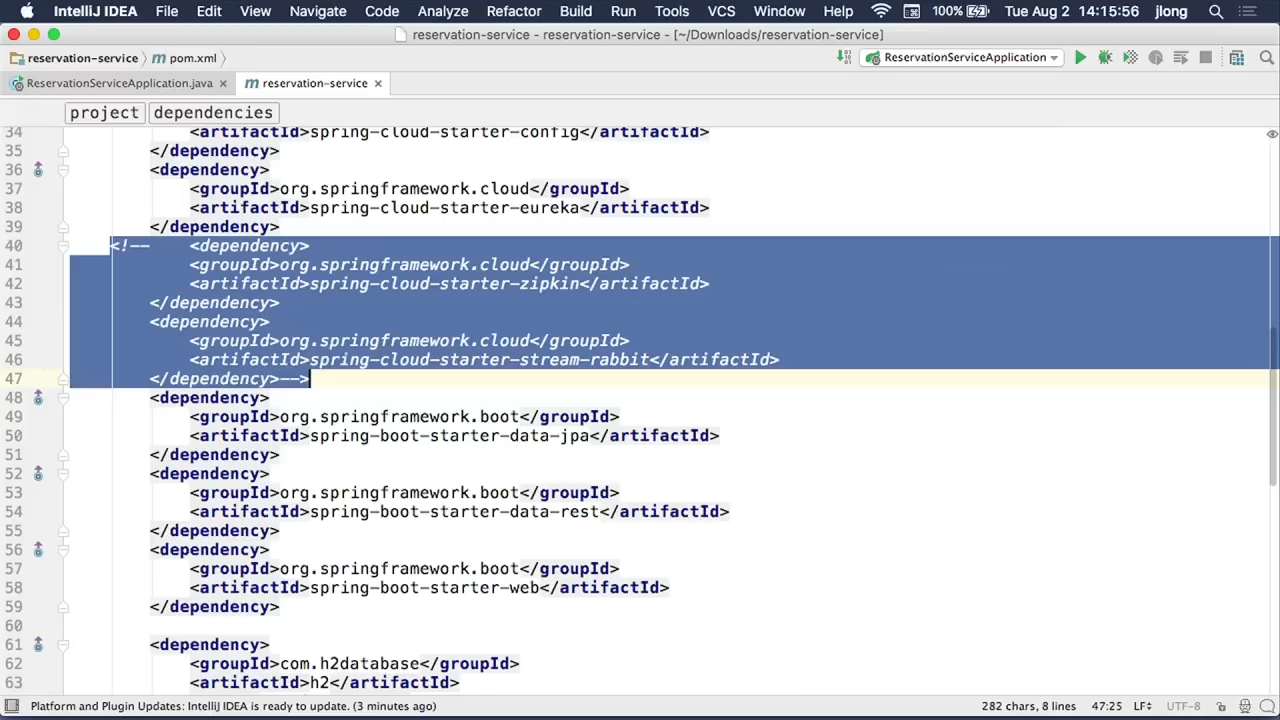 IntelliJ IDEA File Edit View Navigate Code Analyze Refactor Build Run Tools VCS Window Help 100% Tue Aug 2 14:15:56 jlong
reservation-service - reservation-service - [~/Downloads/reservation-service]
reservation-service pom.xml ReservationServiceApplication
ReservationServiceApplication.java reservation-service
project dependencies
34 <artifactId>spring-cloud-starter-config</artifactId>
35 </dependency>
36 <dependency>
37 <groupId>org.springframework.cloud</groupId>
38 <artifactId>spring-cloud-starter-eureka</artifactId>
39 </dependency>
40 <!-- <dependency>
41 <groupId>org.springframework.cloud</groupId>
42 <artifactId>spring-cloud-starter-zipkin</artifactId>
43 </dependency>
44 <dependency>
45 <groupId>org.springframework.cloud</groupId>
46 <artifactId>spring-cloud-starter-stream-rabbit</artifactId>
47 </dependency>-->
48 <dependency>
49 <groupId>org.springframework.boot</groupId>
50 <artifactId>spring-boot-starter-data-jpa</artifactId>
51 </dependency>
52 <dependency>
53 <groupId>org.springframework.boot</groupId>
54 <artifactId>spring-boot-starter-data-rest</artifactId>
55 </dependency>
56 <dependency>
57 <groupId>org.springframework.boot</groupId>
58 <artifactId>spring-boot-starter-web</artifactId>
59 </dependency>
60
61 <dependency>
62 <groupId>com.h2database</groupId>
63 <artifactId>h2</artifactId>
Platform and Plugin Updates: IntelliJ IDEA is ready to update. (3 minutes ago) 282 chars, 8 lines 47:25 LF UTF-8